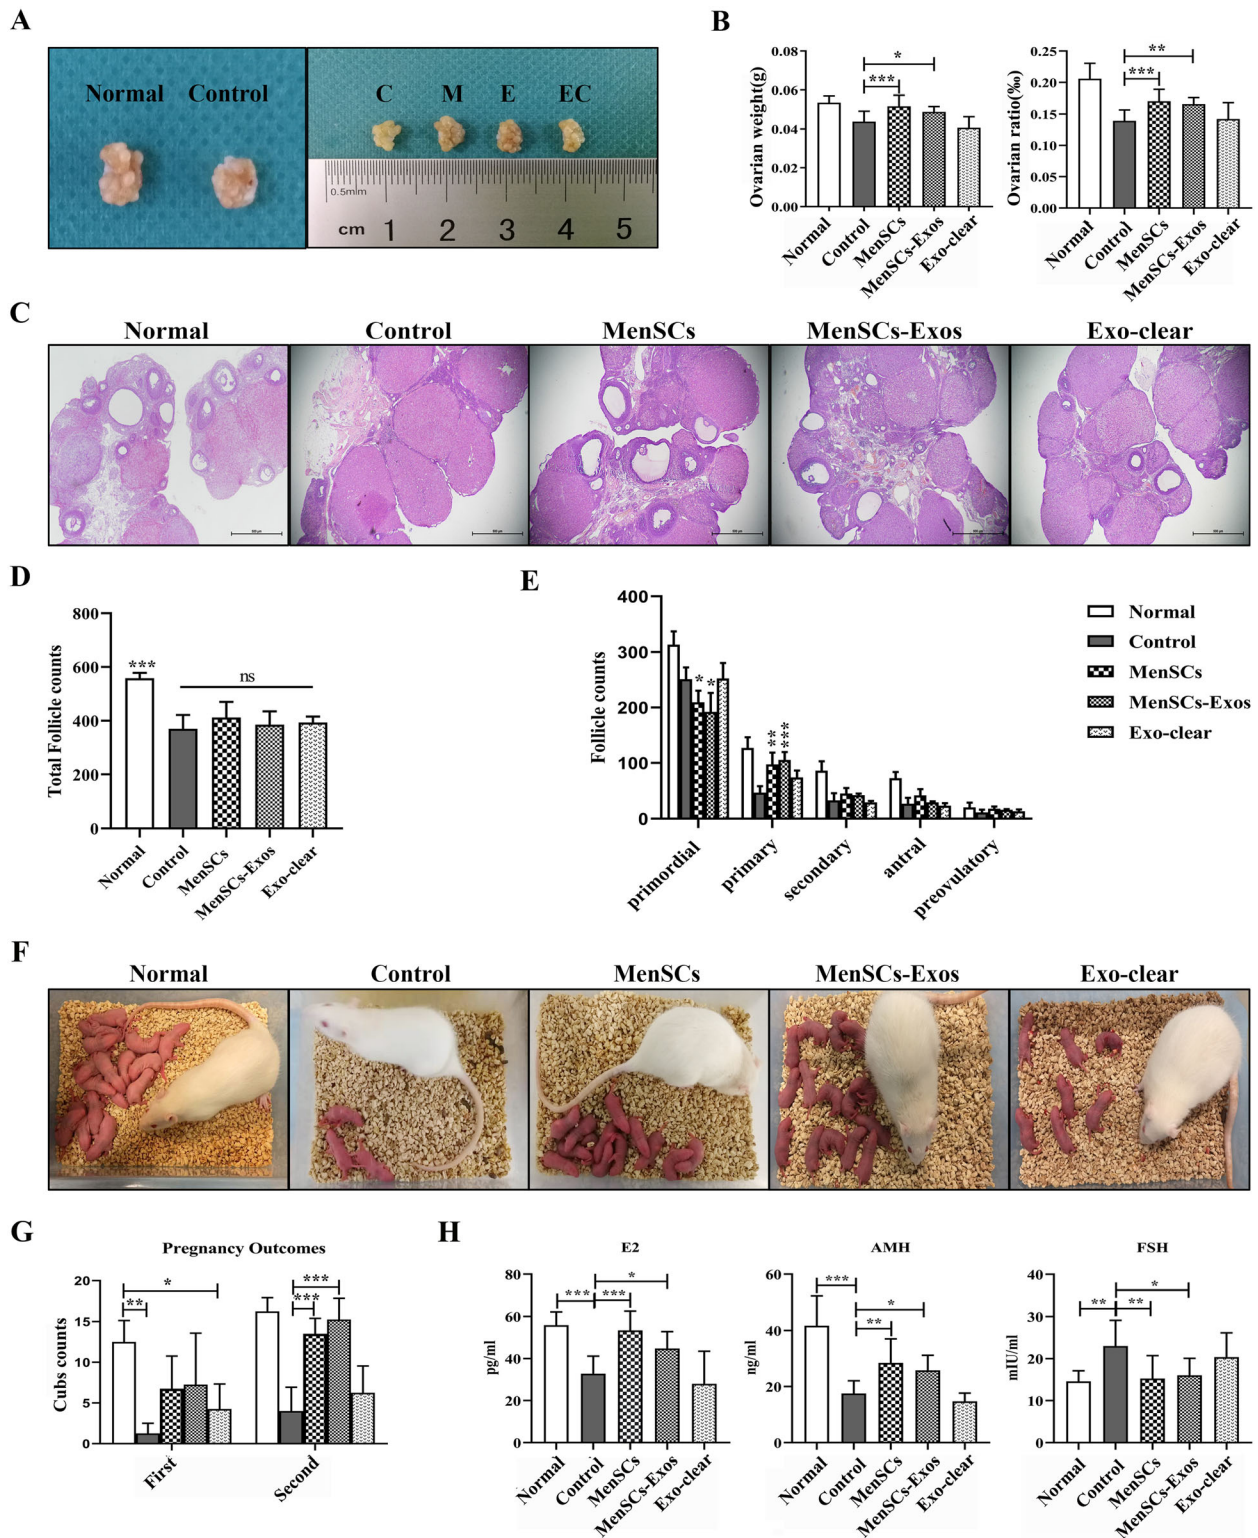 A
Normal Control
C M E EC
0.5mm
cm 1 2 3 4 5
B
Ovarian weight(g)
0.08
0.06
0.04
0.02
0.00
*
***
Normal
Control
MenSCs
MenSCs-Exos
Exo-clear
Ovarian ratio(‰)
0.25
0.20
0.15
0.10
0.05
0.00
**
***
Normal
Control
MenSCs
MenSCs-Exos
Exo-clear
C
Normal Control MenSCs MenSCs-Exos Exo-clear
D
Total Follicle counts
800
600
400
200
0
***
ns
Normal
Control
MenSCs
MenSCs-Exos
Exo-clear
E
Follicle counts
400
300
200
100
0
* *
** ***
primordial
primary
secondary
antral
preovulatory
Normal
Control
MenSCs
MenSCs-Exos
Exo-clear
F
Normal Control MenSCs MenSCs-Exos Exo-clear
G
Pregnancy Outcomes
Cubs counts
20
15
10
5
0
*
**
***
***
First
Second
H
E2
pg/ml
80
60
40
20
0
*
*** ***
Normal
Control
MenSCs
MenSCs-Exos
Exo-clear
AMH
ng/ml
60
40
20
0
***
*
**
Normal
Control
MenSCs
MenSCs-Exos
Exo-clear
FSH
mIU/ml
40
30
20
10
0
*
** **
Normal
Control
MenSCs
MenSCs-Exos
Exo-clear